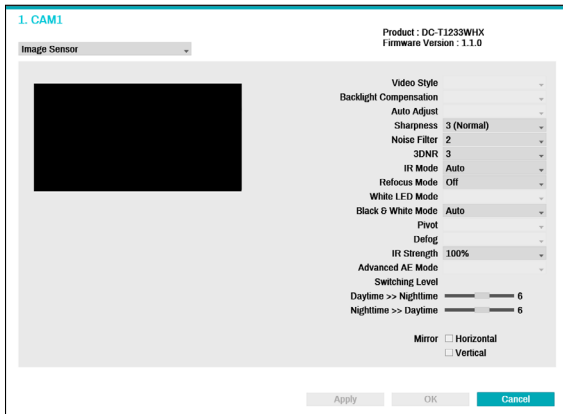 1. CAM1
Product : DC-T1233WHX
Firmware Version : 1.1.0
Image Sensor
Video Style
Backlight Compensation
Auto Adjust
Sharpness 3 (Normal)
Noise Filter 2
3DNR 3
IR Mode Auto
Refocus Mode Off
White LED Mode
Black & White Mode Auto
Pivot
Defog
IR Strength 100%
Advanced AE Mode
Switching Level
Daytime >> Nighttime 6
Nighttime >> Daytime 6
Mirror Horizontal
Vertical
Apply OK Cancel